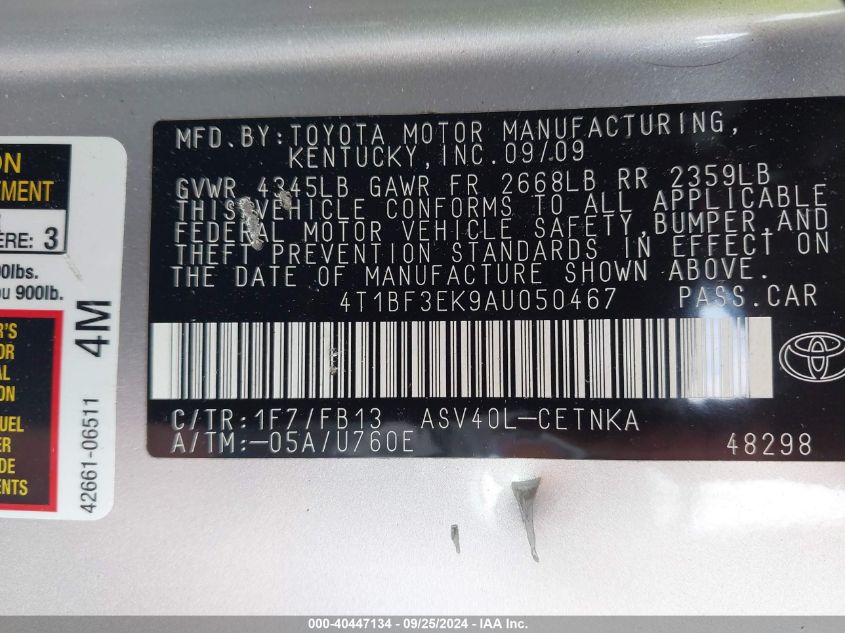 ON
TMENT
ERE: 3
00lbs.
ou 900lb.
R'S
FOR
AL
ION
UEL
ER
DE
ENTS
4M
42661-06511
MFD.BY:TOYOTA MOTOR MANUFACTURING,
KENTUCKY,INC.09/09
GVWR 4345LB GAWR FR 2668LB RR 2359LB
THIS VEHICLE CONFORMS TO ALL APPLICABLE
FEDERAL MOTOR VEHICLE SAFETY,BUMPER,AND
THEFT PREVENTION STANDARDS IN EFFECT ON
THE DATE OF MANUFACTURE SHOWN ABOVE.
4T1BF3EK9AU050467 PASS.CAR
C/TR:1F7/FB13 ASV40L-CETNKA
A/TM:-05A/U760E 48298
000-40447134 - 09/25/2024 - IAA Inc.